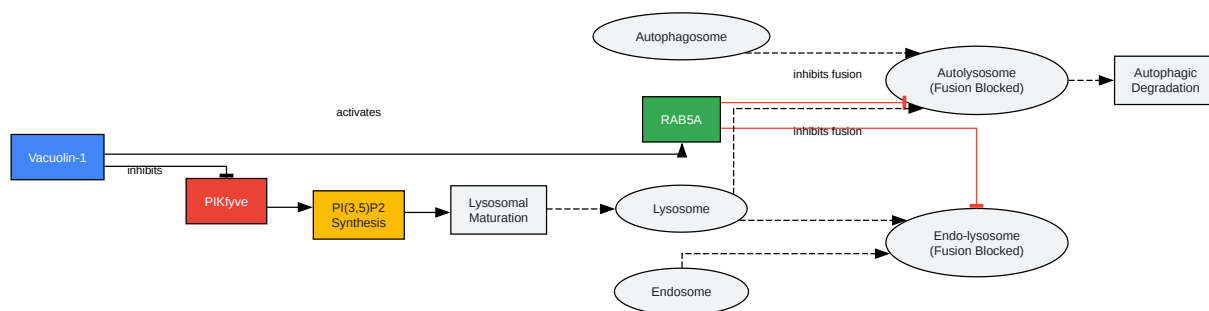 Autophagosome
inhibits fusion
Autolysosome
(Fusion Blocked)
Autophagic
Degradation
activates
RAB5A
inhibits fusion
Vacuolin-1
inhibits
PIKfyve
PI(3,5)P2
Synthesis
Lysosomal
Maturation
Lysosome
Endo-lysosome
(Fusion Blocked)
Endosome